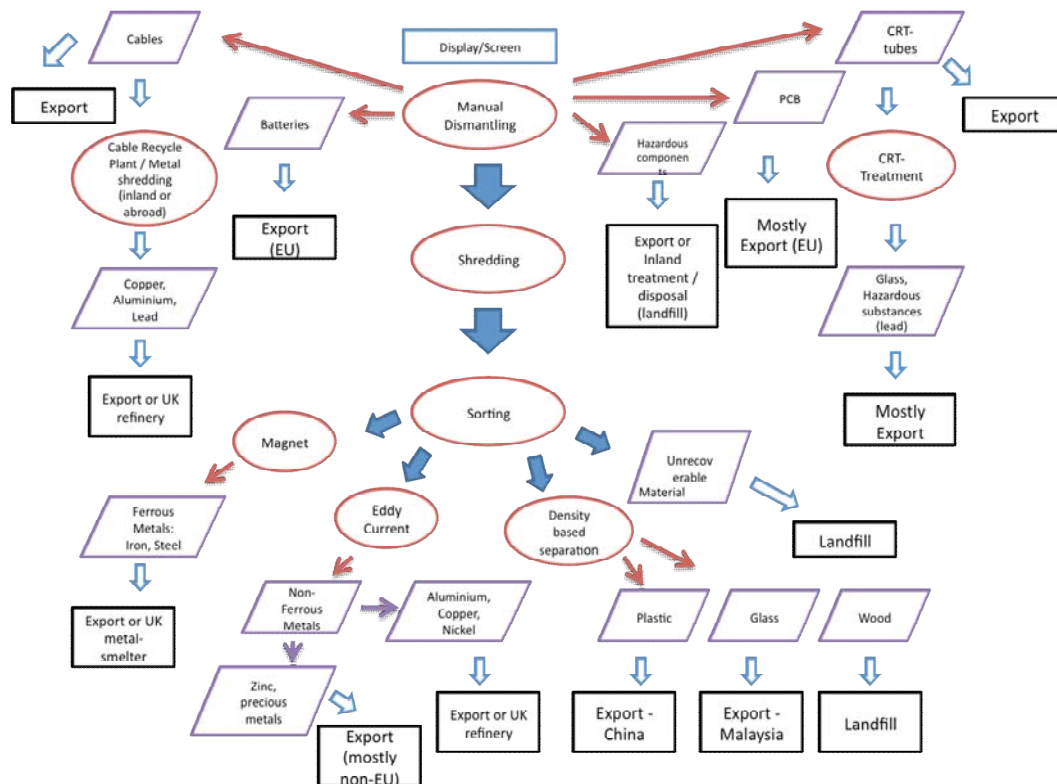 Cables
Display/Screen
CRT-
tubes
Export
Manual
Dismantling
PCB
Export
Batteries
Hazardous
componen
ts
Cable Recycle
Plant / Metal
shredding
(inland or
abroad)
CRT-
Treatment
Export
(EU)
Mostly
Export (EU)
Shredding
Export or
Inland
treatment /
disposal
(landfill)
Copper,
Aluminium,
Lead
Glass,
Hazardous
substances
(lead)
Export or UK
refinery
Sorting
Mostly
Export
Magnet
Unrecov
erable
Material
Eddy
Current
Density
based
separation
Ferrous
Metals:
Iron, Steel
Landfill
Non-
Ferrous
Metals
Aluminium,
Copper,
Nickel
Plastic
Glass
Wood
Export or UK
metal-
smelter
Zinc,
precious
metals
Export
(mostly
non-EU)
Export or UK
refinery
Export -
China
Export -
Malaysia
Landfill